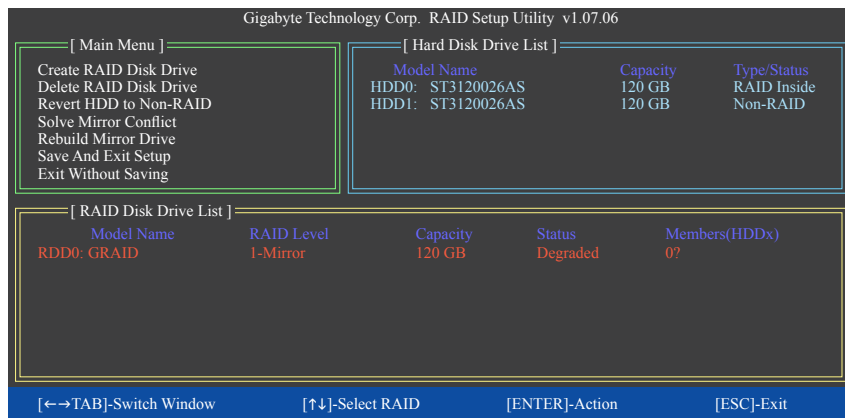 Gigabyte Technology Corp. RAID Setup Utility v1.07.06
[ Main Menu ]
Create RAID Disk Drive
Delete RAID Disk Drive
Revert HDD to Non-RAID
Solve Mirror Conflict
Rebuild Mirror Drive
Save And Exit Setup
Exit Without Saving
[ Hard Disk Drive List ]
Model Name Capacity Type/Status
HDD0: ST3120026AS 120 GB RAID Inside
HDD1: ST3120026AS 120 GB Non-RAID
[ RAID Disk Drive List ]
Model Name RAID Level Capacity Status Members(HDDx)
RDD0: GRAID 1-Mirror 120 GB Degraded 0?
[←→TAB]-Switch Window [↑↓]-Select RAID [ENTER]-Action [ESC]-Exit